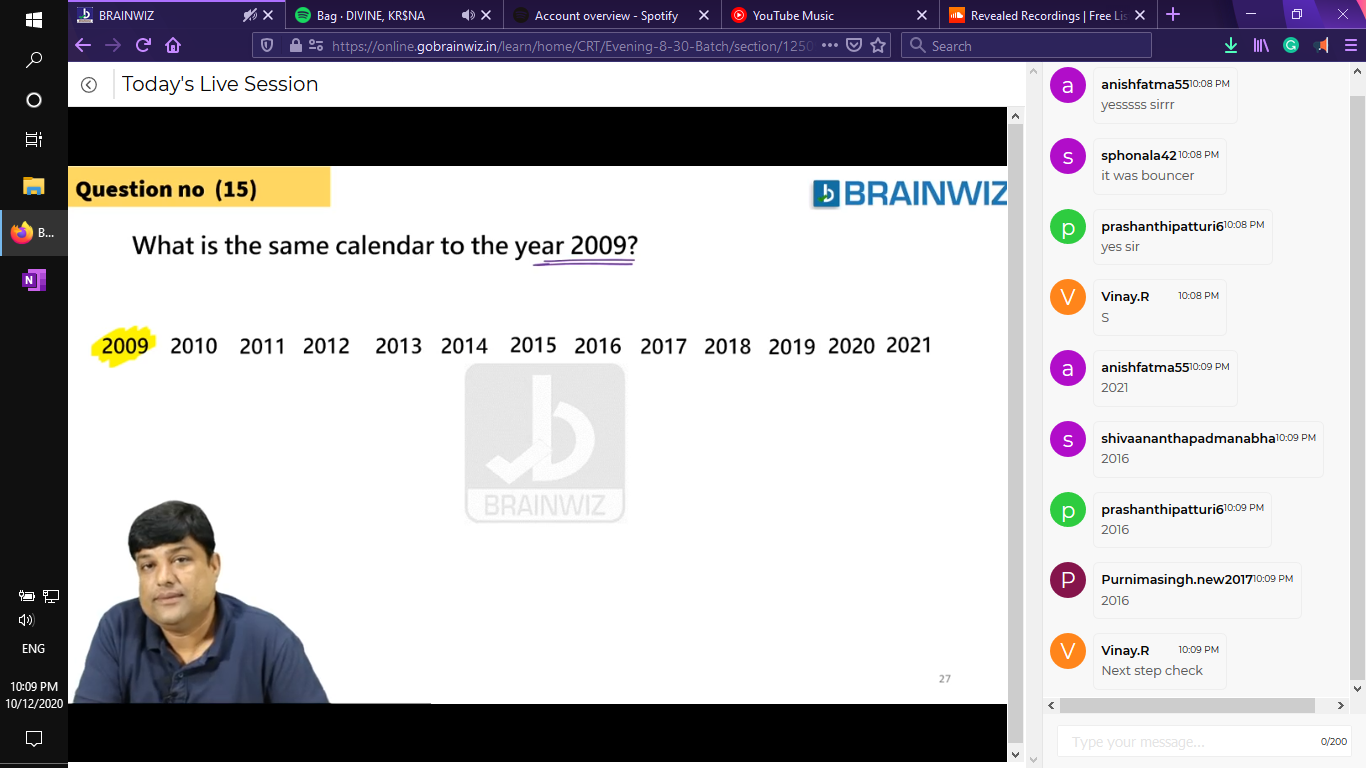 BRAINWIZ
Bag · DIVINE, KR$NA
Account overview - Spotify
YouTube Music
Revealed Recordings | Free Lis
https://online.gobrainwiz.in/learn/home/CRT/Evening-8-30-Batch/section/1250
Search
Today's Live Session
Question no (15)
BRAINWIZ
What is the same calendar to the year 2009?
2009 2010 2011 2012 2013 2014 2015 2016 2017 2018 2019 2020 2021
BRAINWIZ
27
a
anishfatma55 10:08 PM
yesssss sirrr
s
sphonala42 10:08 PM
it was bouncer
p
prashanthipatturi6 10:08 PM
yes sir
V
Vinay.R 10:08 PM
S
a
anishfatma55 10:09 PM
2021
s
shivaananthapadmanabha 10:09 PM
2016
p
prashanthipatturi6 10:09 PM
2016
P
Purnimasingh.new2017 10:09 PM
2016
V
Vinay.R 10:09 PM
Next step check
Type your message...
0/200
B...
N
ENG
10:09 PM
10/12/2020